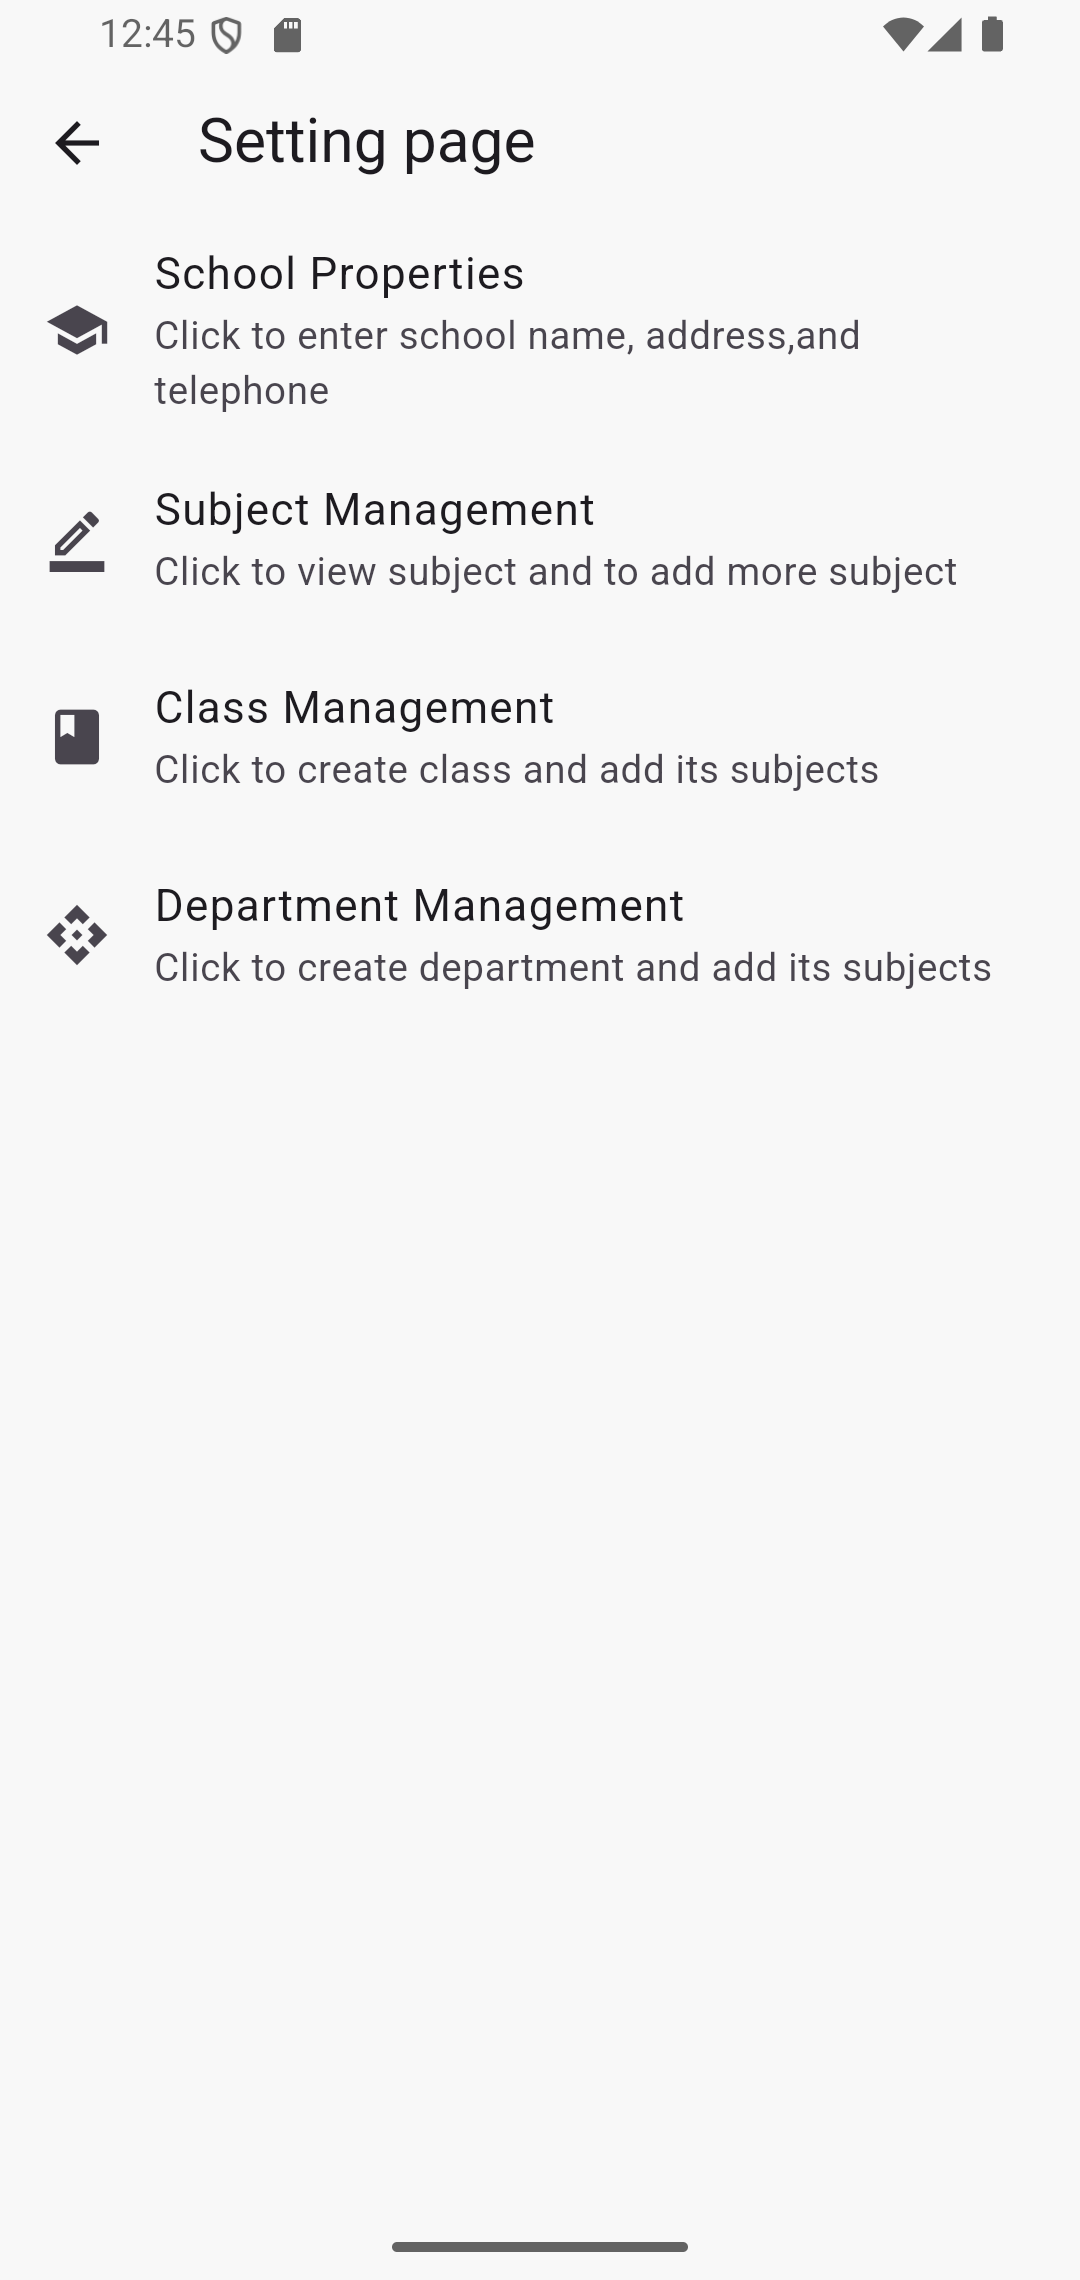 12:45
Setting page
School Properties
Click to enter school name, address,and
telephone
Subject Management
Click to view subject and to add more subject
Class Management
Click to create class and add its subjects
Department Management
Click to create department and add its subjects